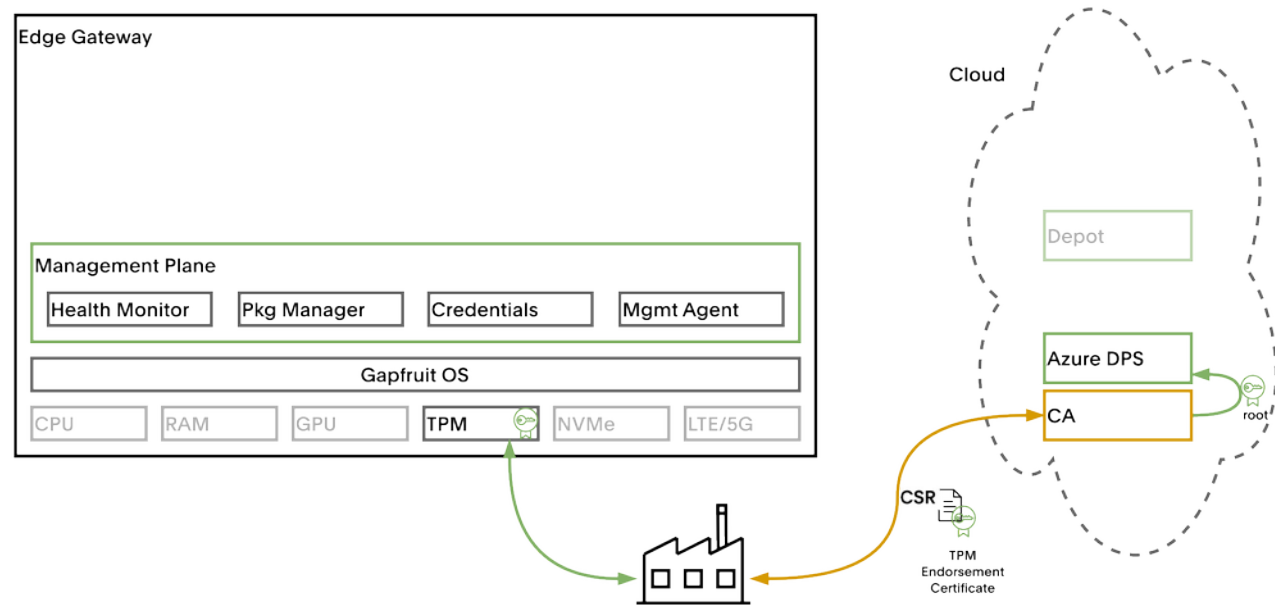 Edge Gateway
Cloud
Depot
Management Plane
Health Monitor
Pkg Manager
Credentials
Mgmt Agent
Azure DPS
Gapfruit OS
CA
root
CPU
RAM
GPU
TPM
NVMe
LTE/5G
CSR
TPM
Endorsement
Certificate